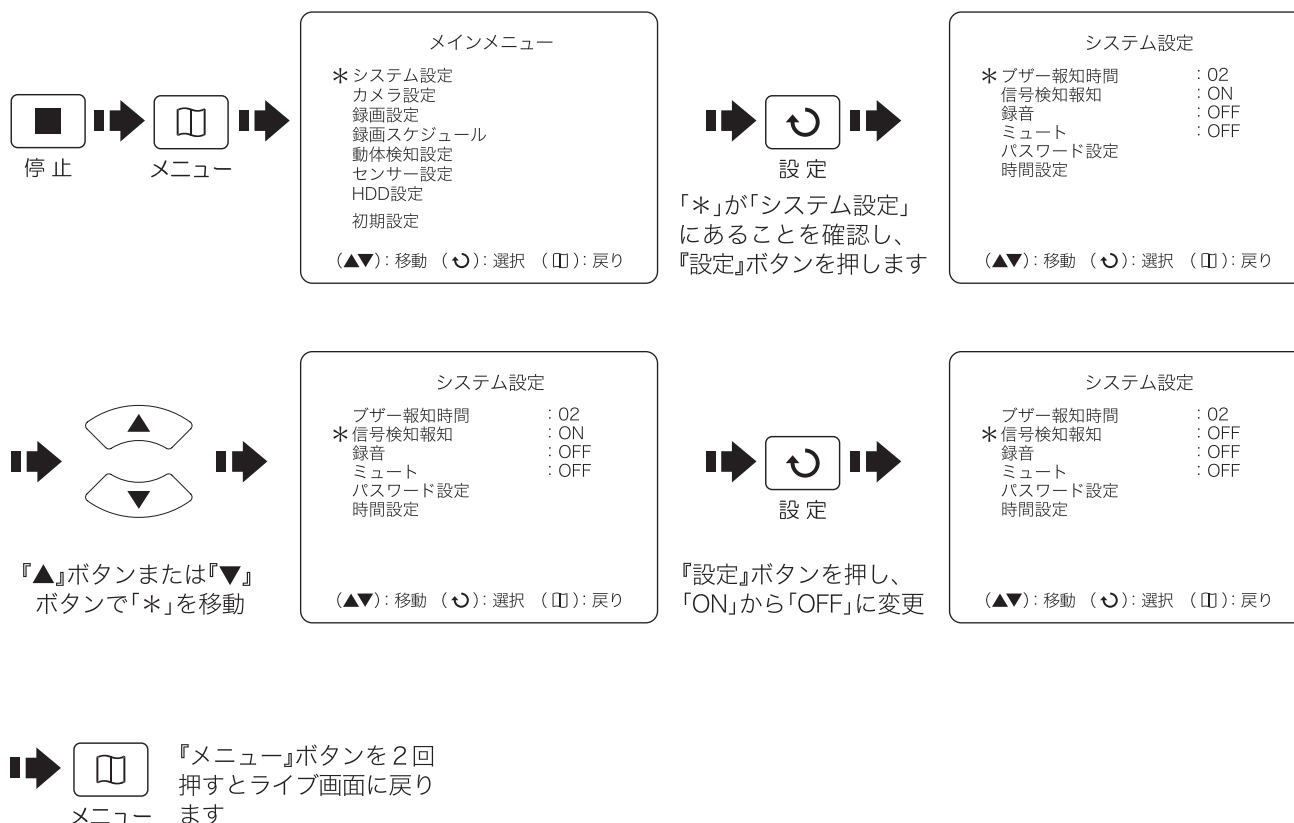 停止
メニュー
メインメニュー
＊システム設定
カメラ設定
録画設定
録画スケジュール
動体検知設定
センサー設定
HDD設定
初期設定
(▲▼)：移動 (↻)：選択 (▯▯)：戻り
設定
「＊」が「システム設定」
にあることを確認し、
『設定』ボタンを押します
システム設定
＊ブザー報知時間 ：02
信号検知報知 ：ON
録音 ：OFF
ミュート ：OFF
パスワード設定
時間設定
(▲▼)：移動 (↻)：選択 (▯▯)：戻り
▲
▼
『▲』ボタンまたは『▼』
ボタンで「＊」を移動
システム設定
ブザー報知時間 ：02
＊信号検知報知 ：ON
録音 ：OFF
ミュート ：OFF
パスワード設定
時間設定
(▲▼)：移動 (↻)：選択 (▯▯)：戻り
設定
『設定』ボタンを押し、
「ON」から「OFF」に変更
システム設定
ブザー報知時間 ：02
＊信号検知報知 ：OFF
録音 ：OFF
ミュート ：OFF
パスワード設定
時間設定
(▲▼)：移動 (↻)：選択 (▯▯)：戻り
メニュー
『メニュー』ボタンを２回
押すとライブ画面に戻り
ます